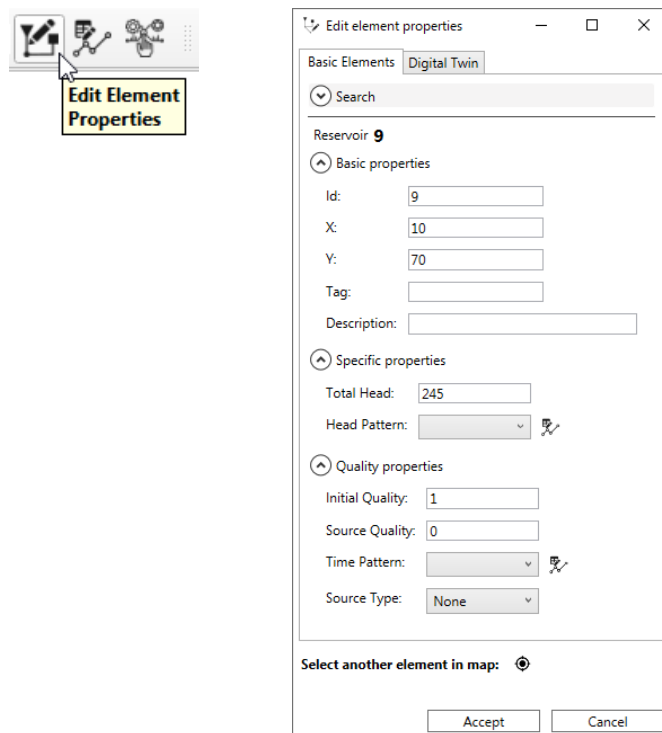 Edit Element
Properties
Edit element properties
Basic Elements Digital Twin
Search
Reservoir 9
Basic properties
Id: 9
X: 10
Y: 70
Tag:
Description:
Specific properties
Total Head: 245
Head Pattern:
Quality properties
Initial Quality: 1
Source Quality: 0
Time Pattern:
Source Type: None
Select another element in map:
Accept Cancel